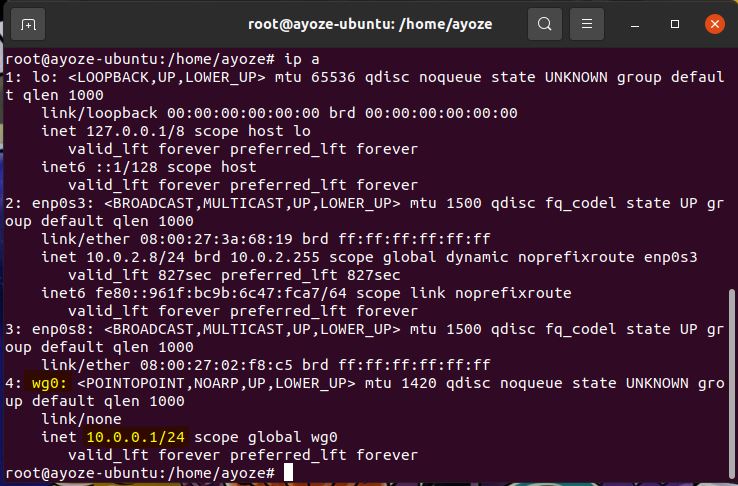 root@ayoze-ubuntu: /home/ayoze
root@ayoze-ubuntu:/home/ayoze# ip a
1: lo: <LOOPBACK,UP,LOWER_UP> mtu 65536 qdisc noqueue state UNKNOWN group defaul
t qlen 1000
    link/loopback 00:00:00:00:00:00 brd 00:00:00:00:00:00
    inet 127.0.0.1/8 scope host lo
       valid_lft forever preferred_lft forever
    inet6 ::1/128 scope host
       valid_lft forever preferred_lft forever
2: enp0s3: <BROADCAST,MULTICAST,UP,LOWER_UP> mtu 1500 qdisc fq_codel state UP gr
oup default qlen 1000
    link/ether 08:00:27:3a:68:19 brd ff:ff:ff:ff:ff:ff
    inet 10.0.2.8/24 brd 10.0.2.255 scope global dynamic noprefixroute enp0s3
       valid_lft 827sec preferred_lft 827sec
    inet6 fe80::961f:bc9b:6c47:fca7/64 scope link noprefixroute
       valid_lft forever preferred_lft forever
3: enp0s8: <BROADCAST,MULTICAST,UP,LOWER_UP> mtu 1500 qdisc fq_codel state UP gr
oup default qlen 1000
    link/ether 08:00:27:02:f8:c5 brd ff:ff:ff:ff:ff:ff
4: wg0: <POINTOPOINT,NOARP,UP,LOWER_UP> mtu 1420 qdisc noqueue state UNKNOWN gro
up default qlen 1000
    link/none
    inet 10.0.0.1/24 scope global wg0
       valid_lft forever preferred_lft forever
root@ayoze-ubuntu:/home/ayoze#